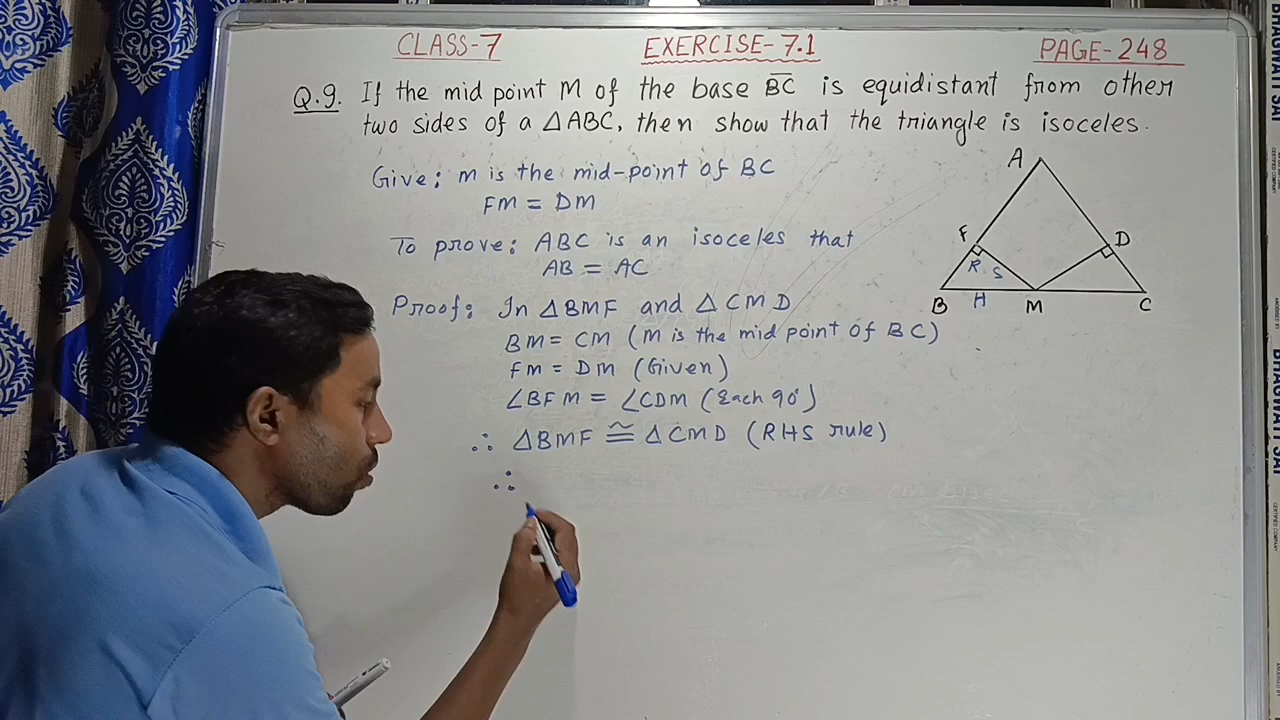 CLASS-7 EXERCISE-7.1 PAGE-248
Q.9. If the mid point M of the base BC is equidistant from other
two sides of a △ABC, then show that the triangle is isoceles.
Give: M is the mid-point of BC
FM = DM
To prove: ABC is an isoceles that
AB = AC
Proof: In △BMF and △CMD
BM = CM (M is the mid point of BC)
FM = DM (Given)
∠BFM = ∠CDM (Each 90°)
∴ △BMF ≅ △CMD (RHS rule)
∴
A
F D
R S
B H M C